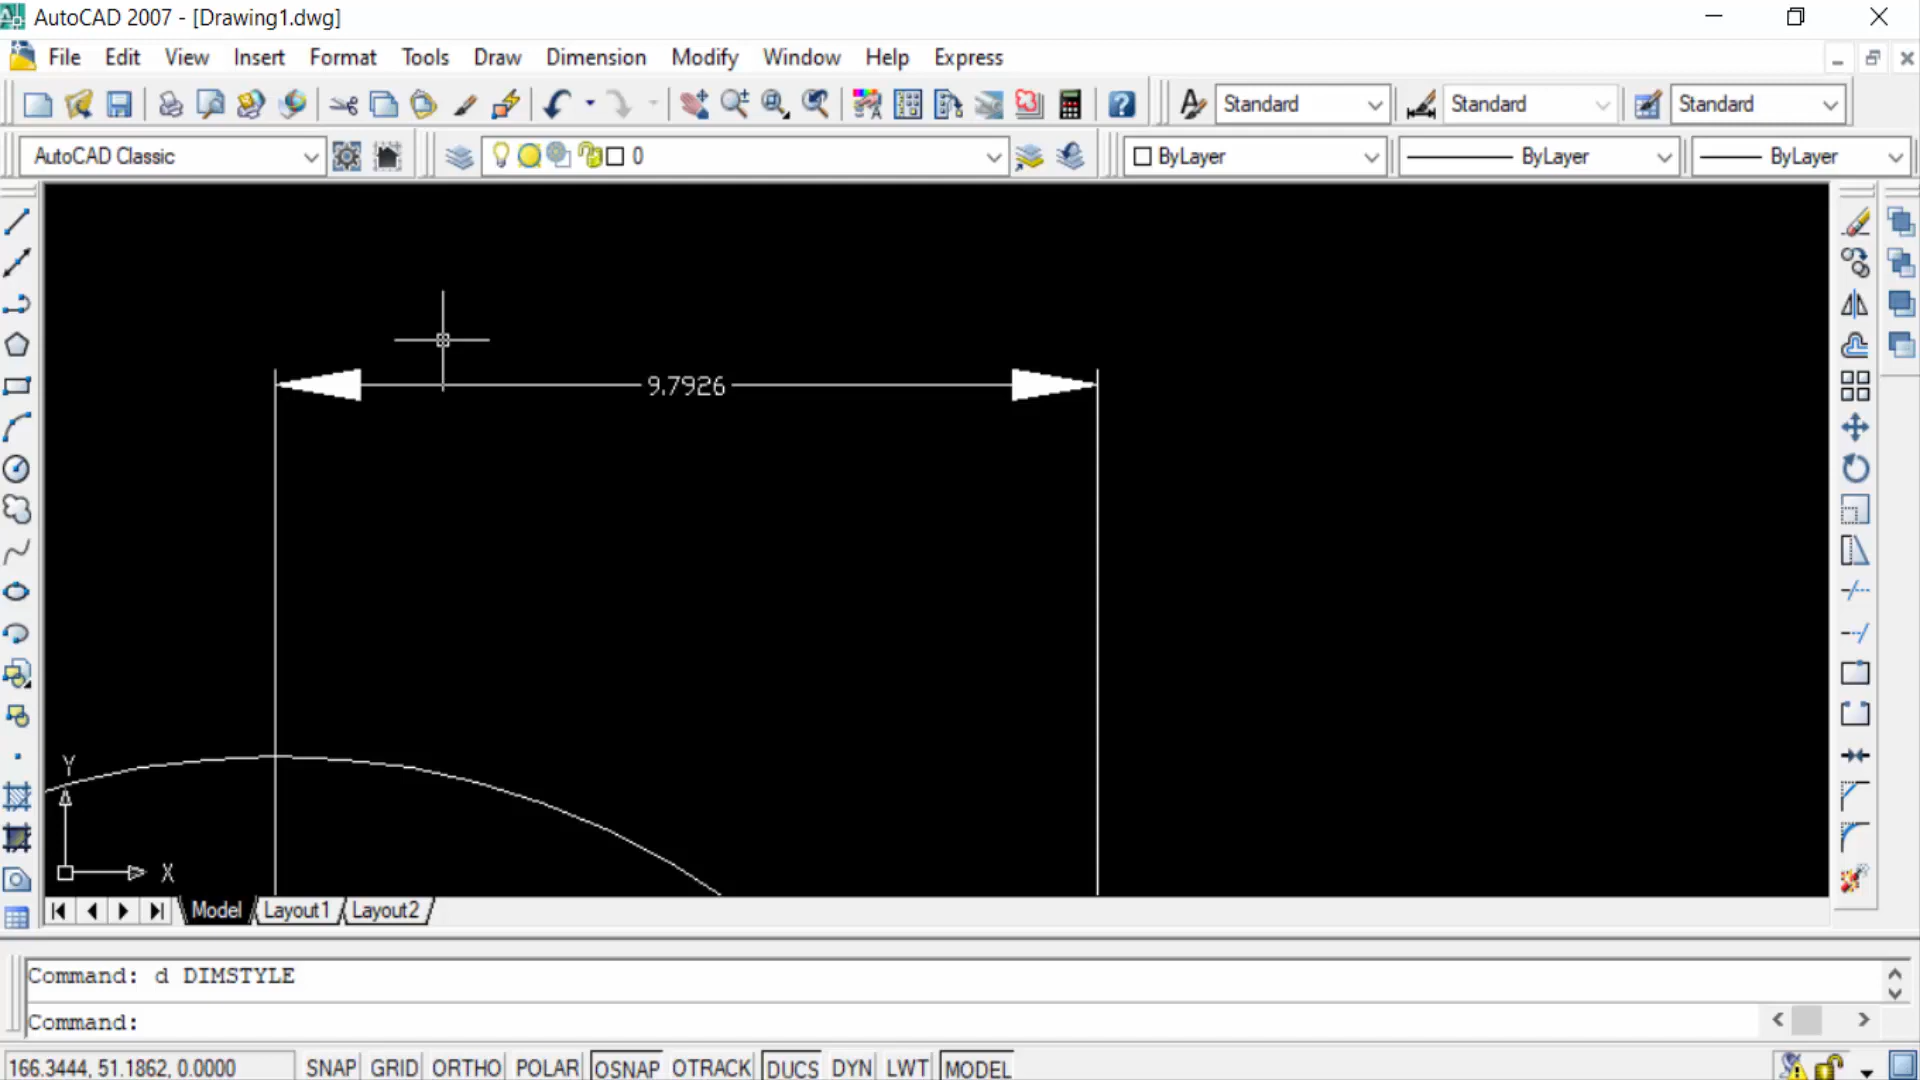 AutoCAD 2007 - [Drawing1.dwg]
File Edit View Insert Format Tools Draw Dimension Modify Window Help Express
Standard Standard Standard
AutoCAD Classic 0 ByLayer ByLayer ByLayer
9.7926
Y
X
Model Layout1 Layout2
Command: d DIMSTYLE
Command:
166.3444, 51.1862, 0.0000 SNAP GRID ORTHO POLAR OSNAP OTRACK DUCS DYN LWT MODEL